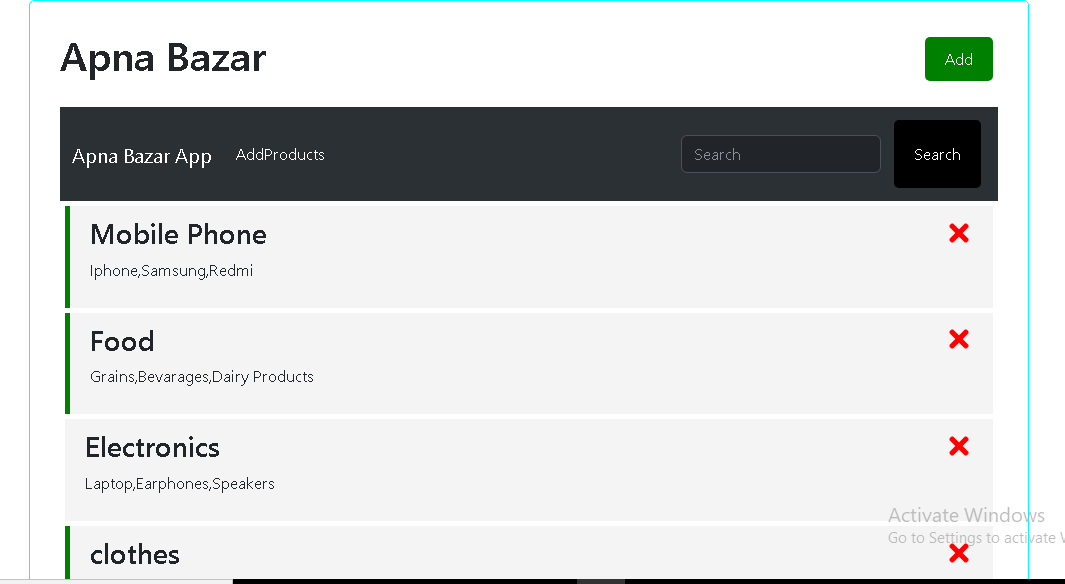 Apna Bazar
Add
Apna Bazar App AddProducts Search Search
Mobile Phone
Iphone,Samsung,Redmi
Food
Grains,Bevarages,Dairy Products
Electronics
Laptop,Earphones,Speakers
Activate Windows
Go to Settings to activate W
clothes